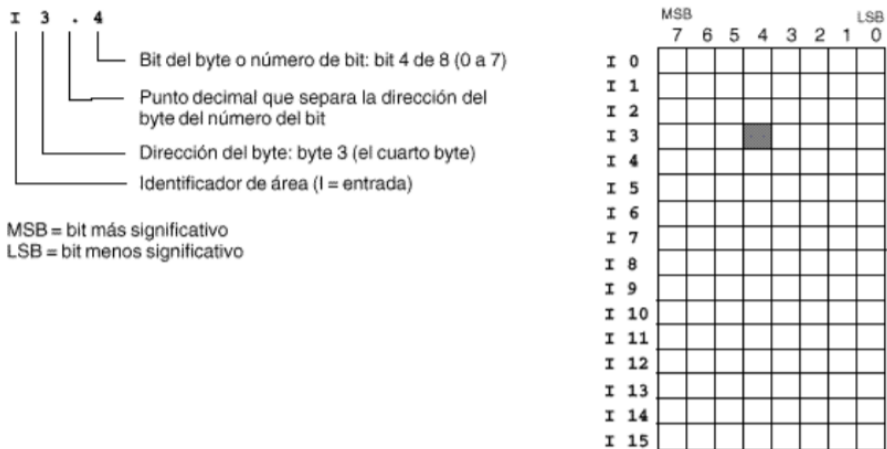 I 3 . 4
Bit del byte o número de bit: bit 4 de 8 (0 a 7)
Punto decimal que separa la dirección del
byte del número del bit
Dirección del byte: byte 3 (el cuarto byte)
Identificador de área (I = entrada)
MSB = bit más significativo
LSB = bit menos significativo
MSB LSB
7 6 5 4 3 2 1 0
I 0
I 1
I 2
I 3
I 4
I 5
I 6
I 7
I 8
I 9
I 10
I 11
I 12
I 13
I 14
I 15